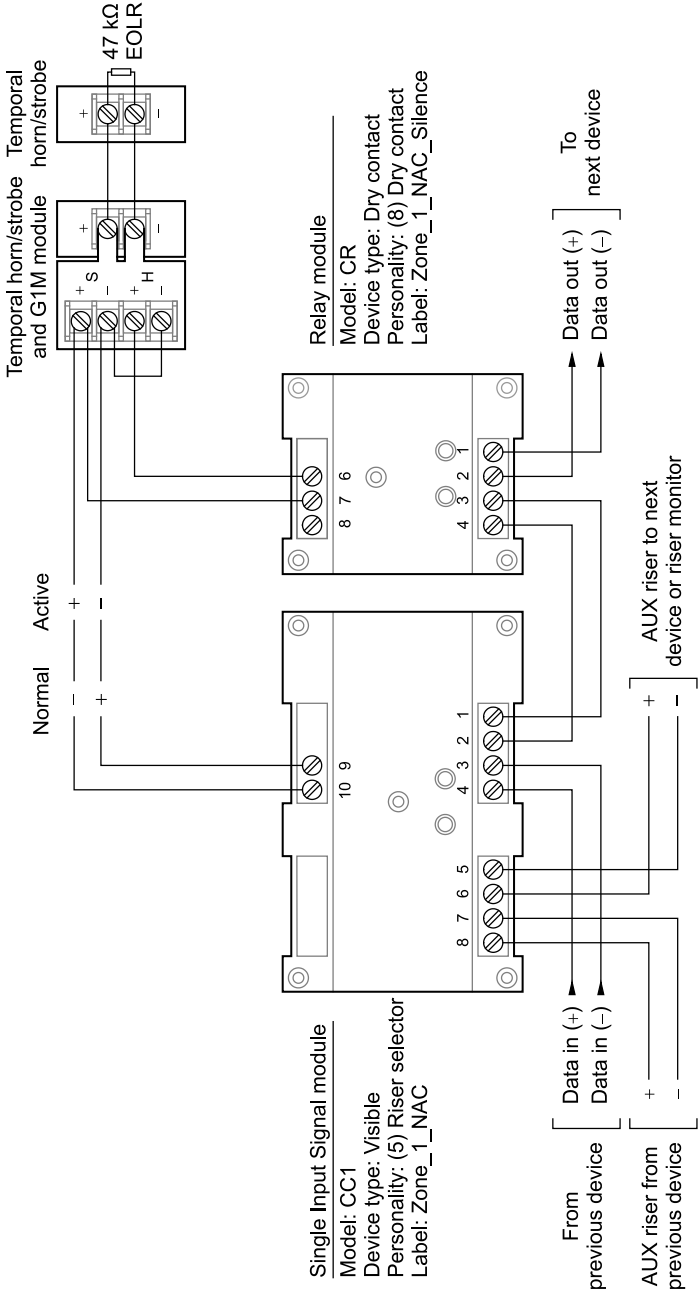 Temporal horn/strobe
and G1M module
Temporal
horn/strobe
47 kΩ
EOLR
+
−
+
−
S
H
+
−
+
−
Normal
Active
−
+
+
−
Single Input Signal module
Model: CC1
Device type: Visible
Personality: (5) Riser selector
Label: Zone_1_NAC
10
9
8
7
6
5
4
3
2
1
Relay module
Model: CR
Device type: Dry contact
Personality: (8) Dry contact
Label: Zone_1_NAC_Silence
8
7
6
4
3
2
1
From
previous device
Data in (+)
Data in (−)
Data out (+)
Data out (−)
To
next device
AUX riser from
previous device
+
−
+
−
AUX riser to next
device or riser monitor